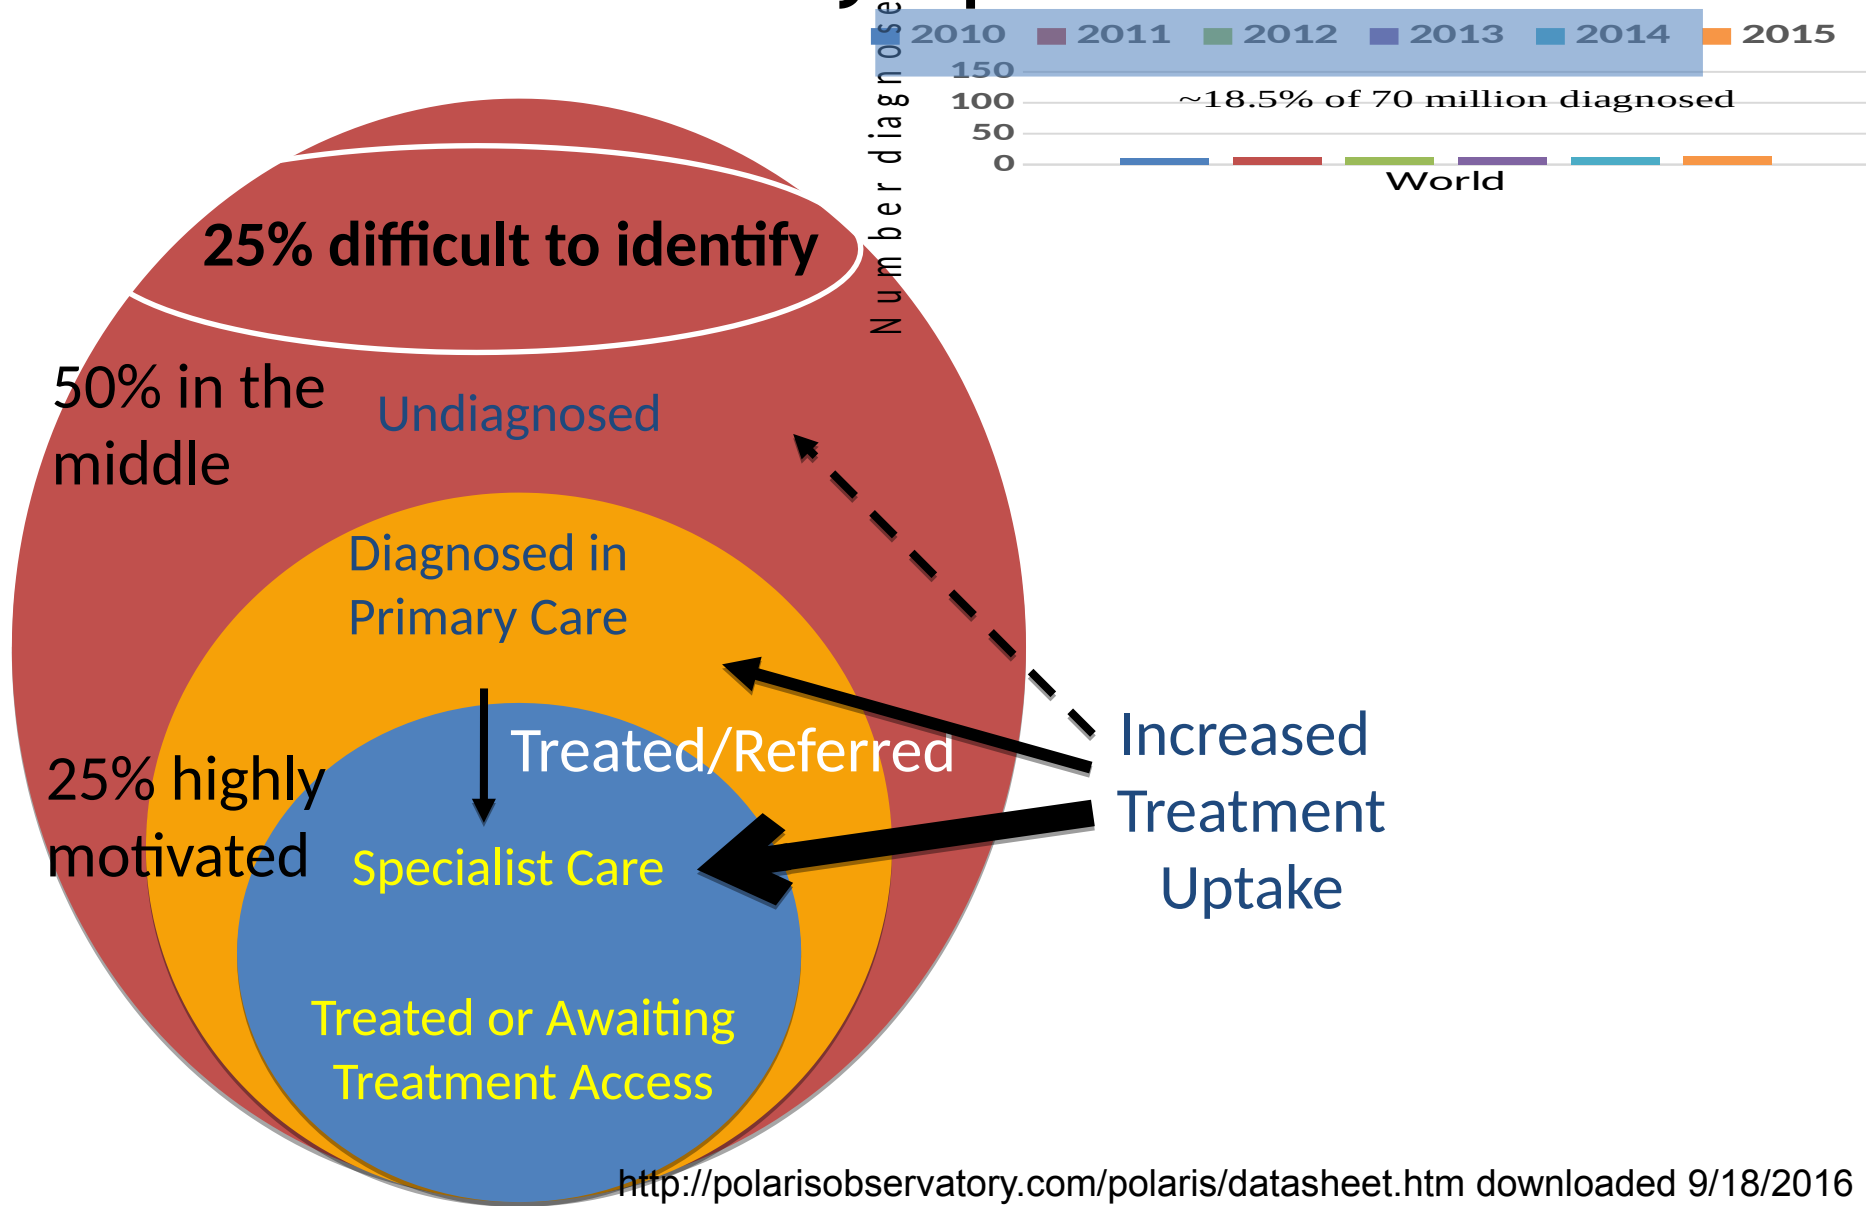 2010 2011 2012 2013 2014 2015
150
100
50
0
~18.5% of 70 million diagnosed
World
25% difficult to identify
50% in the
middle
Undiagnosed
Diagnosed in
Primary Care
Treated/Referred
25% highly
motivated
Specialist Care
Treated or Awaiting
Treatment Access
Increased
Treatment
Uptake
Number diagnose
http://polarisobservatory.com/polaris/datasheet.htm downloaded 9/18/2016